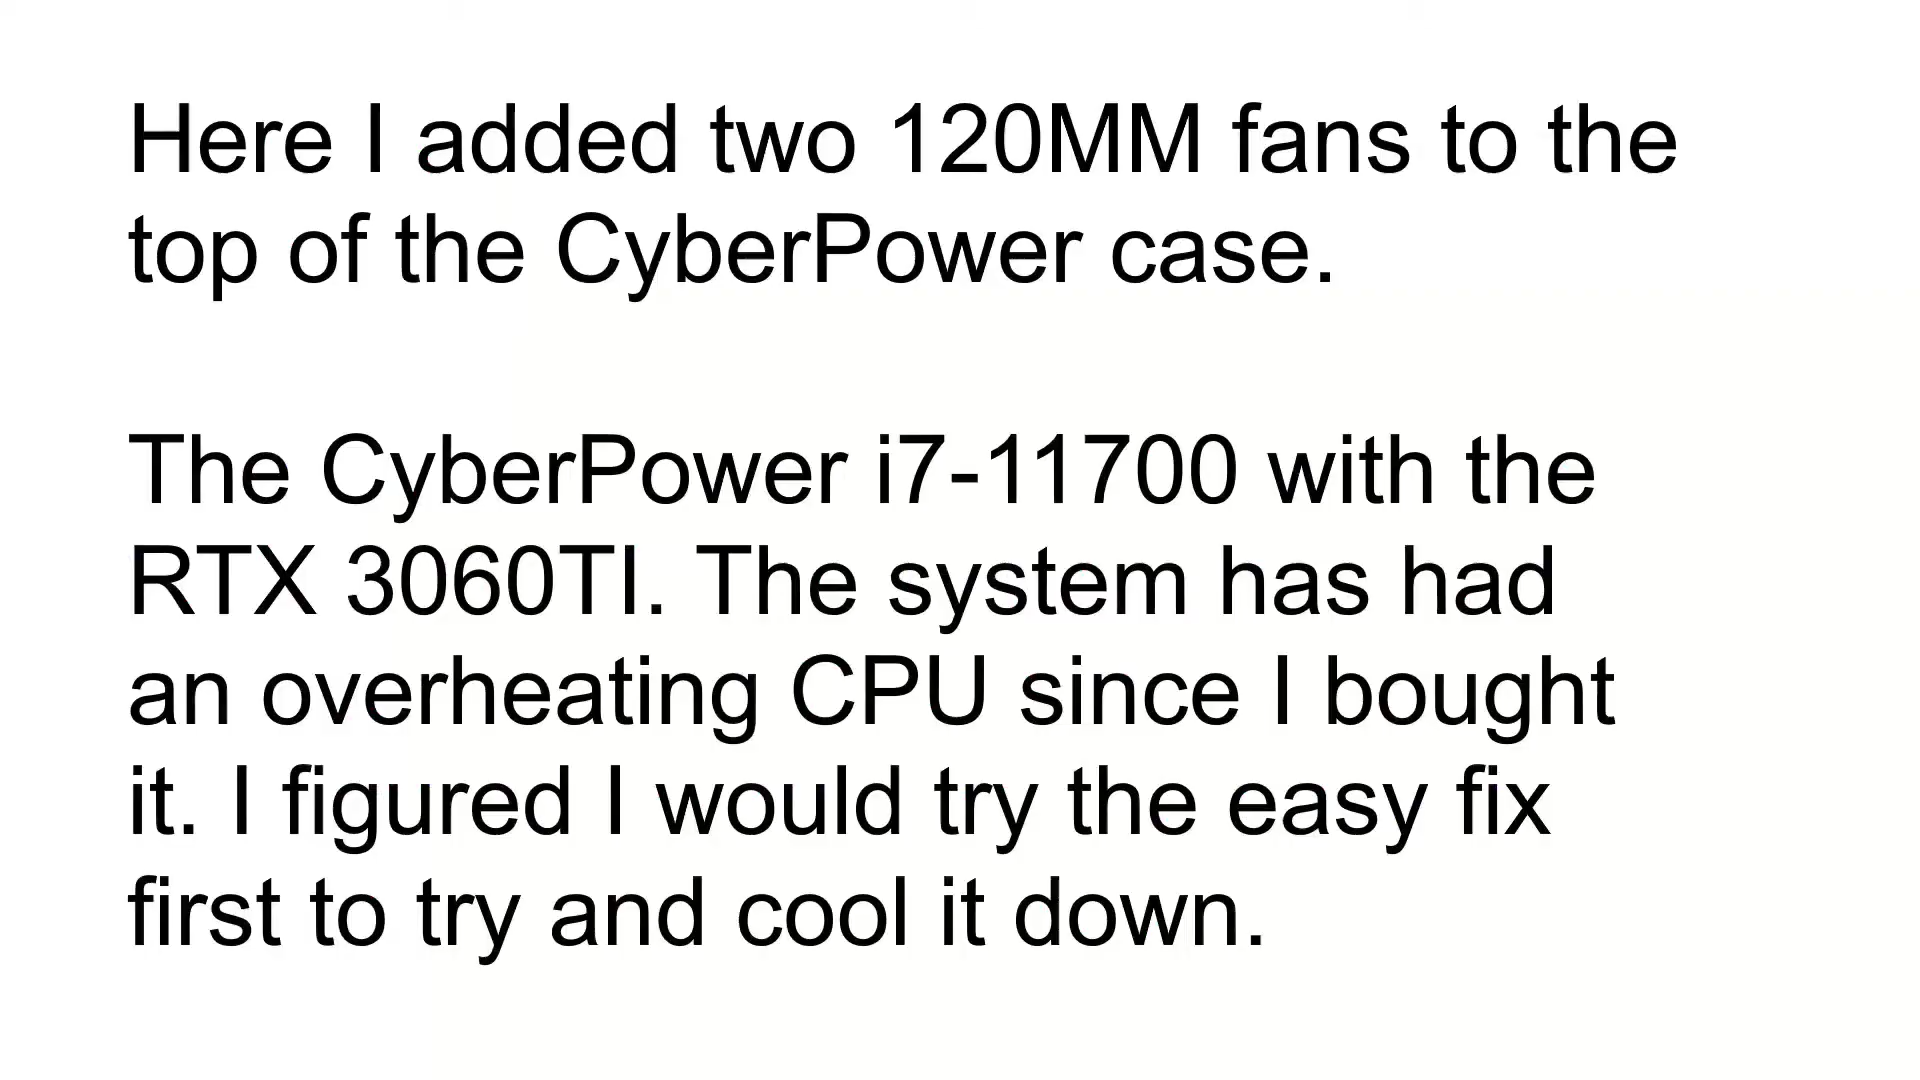 Here I added two 120MM fans to the
top of the CyberPower case.
The CyberPower i7-11700 with the
RTX 3060TI. The system has had
an overheating CPU since I bought
it. I figured I would try the easy fix
first to try and cool it down.